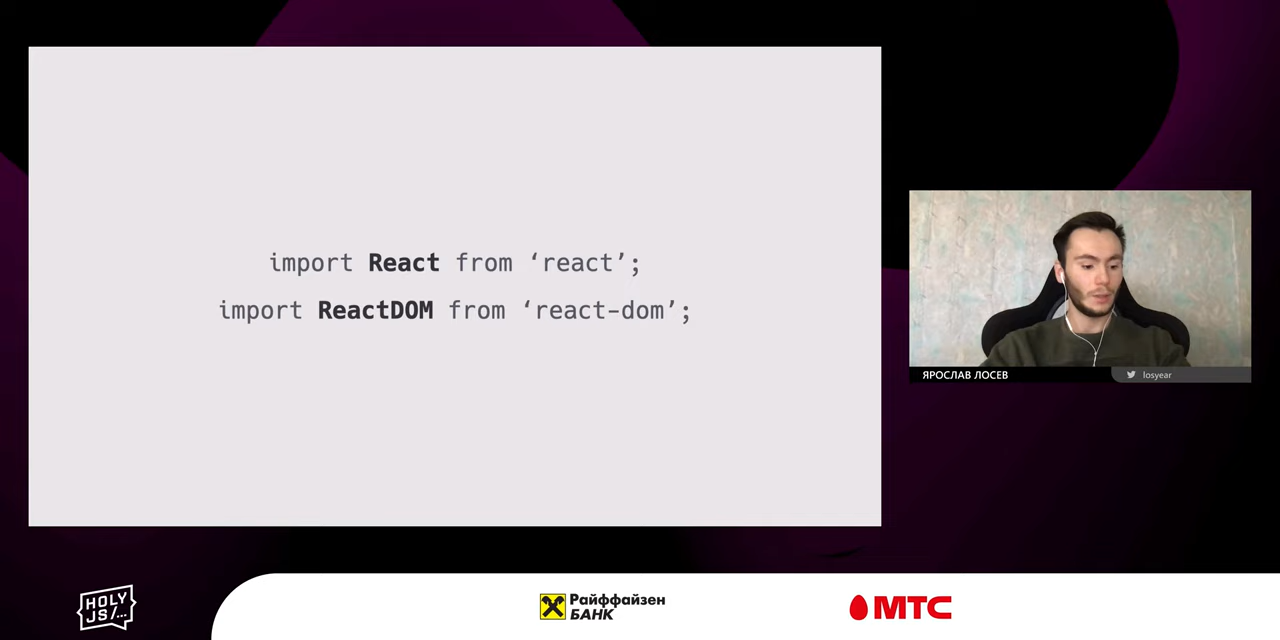 import React from ‘react’;
import ReactDOM from ‘react-dom’;
ЯРОСЛАВ ЛОСЕВ
losyear
HOLY
JS/...
Райффайзен
БАНК
МТС